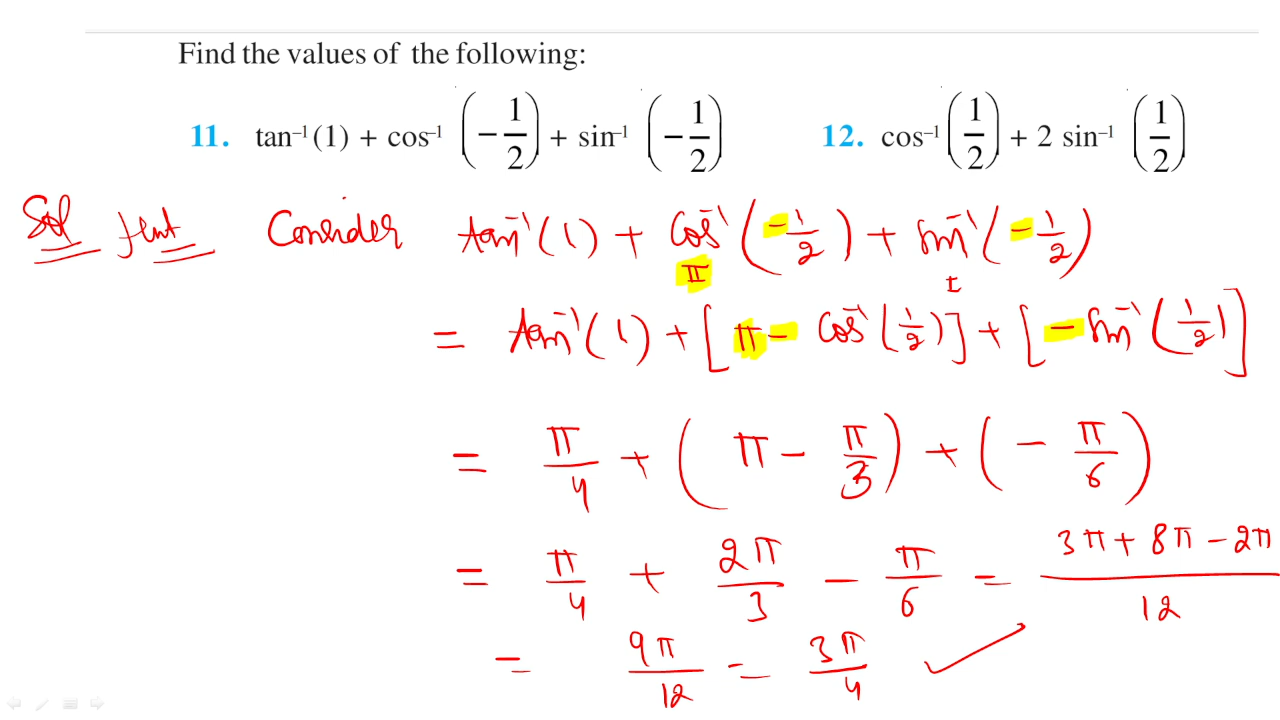 Find the values of the following:
11. tan⁻¹(1) + cos⁻¹(−1/2) + sin⁻¹(−1/2) 12. cos⁻¹(1/2) + 2 sin⁻¹(1/2)
Sol Consider tan⁻¹(1) + cos⁻¹(−1/2) + sin⁻¹(−1/2)
π
= tan⁻¹(1) + [π − cos⁻¹(1/2)] + [− sin⁻¹(1/2)]
= π/4 + (π − π/3) + (− π/6)
= π/4 + 2π/3 − π/6 = (3π + 8π − 2π)/12
= 9π/12 = 3π/4